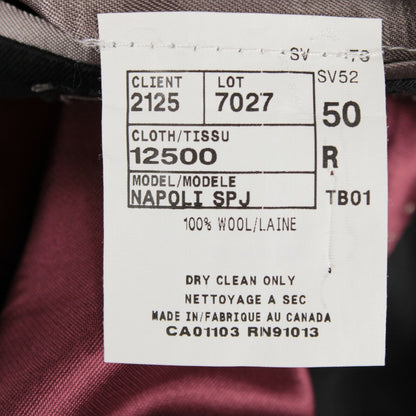 SV
SV52
CLIENT LOT
2125 7027 50
CLOTH/TISSU
12500 R
MODEL/MODELE
NAPOLI SPJ TB01
100% WOOL/LAINE
DRY CLEAN ONLY
NETTOYAGE A SEC
MADE IN/FABRIQUE AU CANADA
CA01103 RN91013